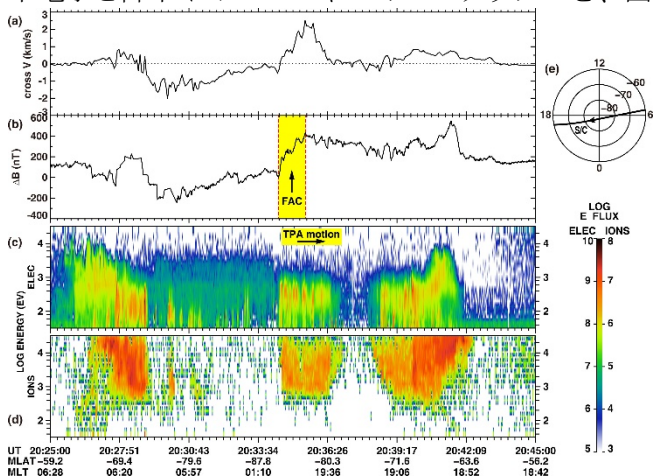 (a)
cross V (km/s)
3
2
1
0
-1
-2
-3
(b)
ΔB (nT)
600
400
200
0
-200
-400
FAC
(c)
TPA motion
ELEC
4
3
2
LOG ENERGY (EV)
IONS
4
3
2
(d)
UT 20:25:00 20:27:51 20:30:43 20:33:34 20:36:26 20:39:17 20:42:09 20:45:00
MLAT -59.2 -69.4 -79.6 -87.8 -80.3 -71.6 -63.6 -56.2
MLT 06:28 06:20 05:57 01:10 19:36 19:06 18:52 18:42
(e)
12
-60
-70
-80
18
6
S/C
0
LOG
E FLUX
ELEC IONS
10 8
9 7
8 6
7 5
6 4
5 3